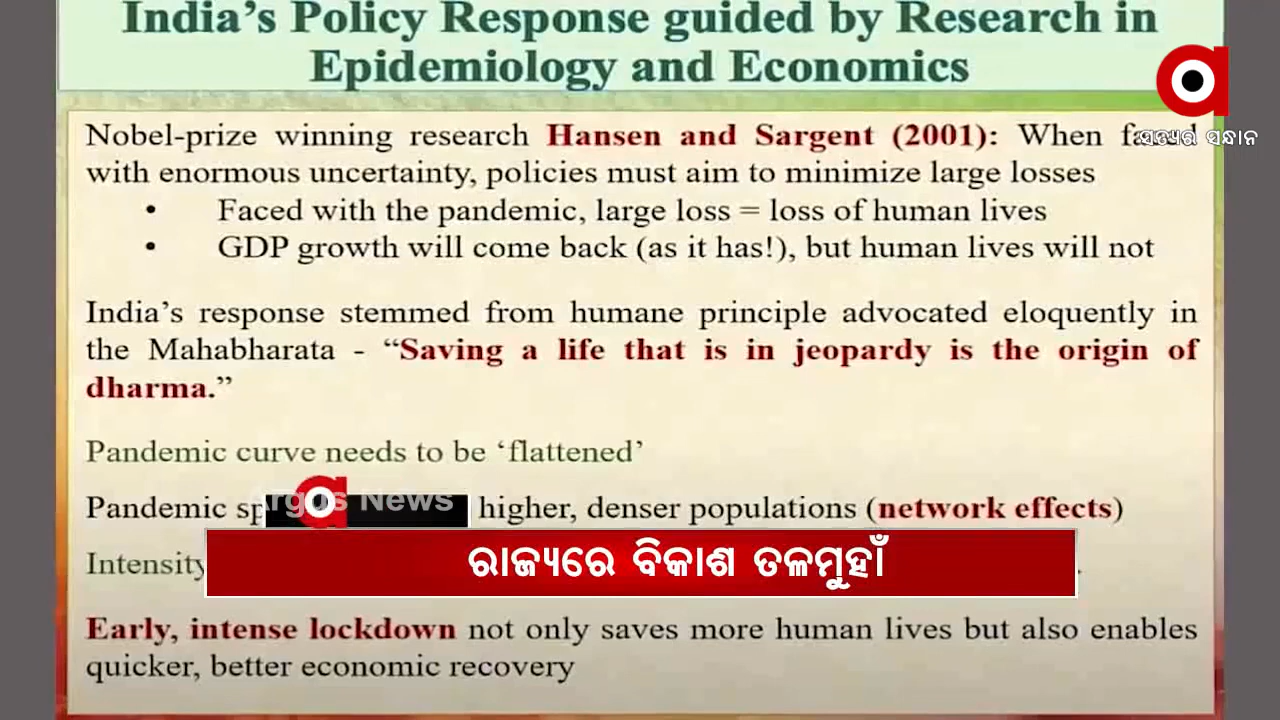 India's Policy Response guided by Research in
Epidemiology and Economics
Nobel-prize winning research Hansen and Sargent (2001): When
ସତ୍ୟର ସନ୍ଧାନ
with enormous uncertainty, policies must aim to minimize large losses
• Faced with the pandemic, large loss = loss of human lives
• GDP growth will come back (as it has!), but human lives will not
India's response stemmed from humane principle advocated eloquently in
the Mahabharata - “Saving a life that is in jeopardy is the origin of
dharma.”
Pandemic curve needs to be ‘flattened’
Pandemic higher, denser populations (network effects)
Argus News
Intensity
ରାଜ୍ୟରେ ବିକାଶ ତଳମୁହାଁ
Early, intense lockdown not only saves more human lives but also enables
quicker, better economic recovery